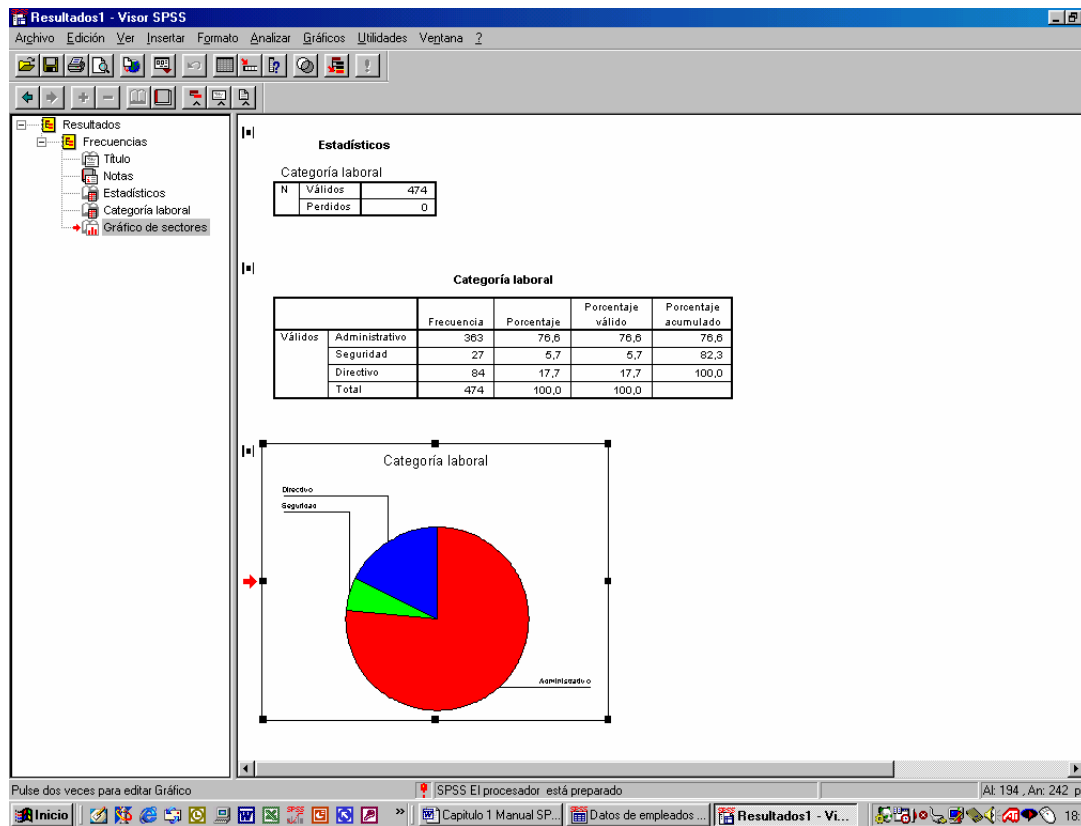 Resultados1 - Visor SPSS
Archivo Edición Ver Insertar Formato Analizar Gráficos Utilidades Ventana ?
Resultados
Frecuencias
Título
Notas
Estadísticos
Categoría laboral
Gráfico de sectores
Estadísticos
Categoría laboral
N Válidos 474
Perdidos 0
Categoría laboral
Frecuencia Porcentaje Porcentaje válido Porcentaje acumulado
Válidos Administrativo 363 76,6 76,6 76,6
Seguridad 27 5,7 5,7 82,3
Directivo 84 17,7 17,7 100,0
Total 474 100,0 100,0
Categoría laboral
Directivo
Seguridad
Administrativo
Pulse dos veces para editar Gráfico SPSS El procesador está preparado Al: 194 , An: 242 p
Inicio » Capitulo 1 Manual SP... Datos de empleados ... Resultados1 - Vi... 18: